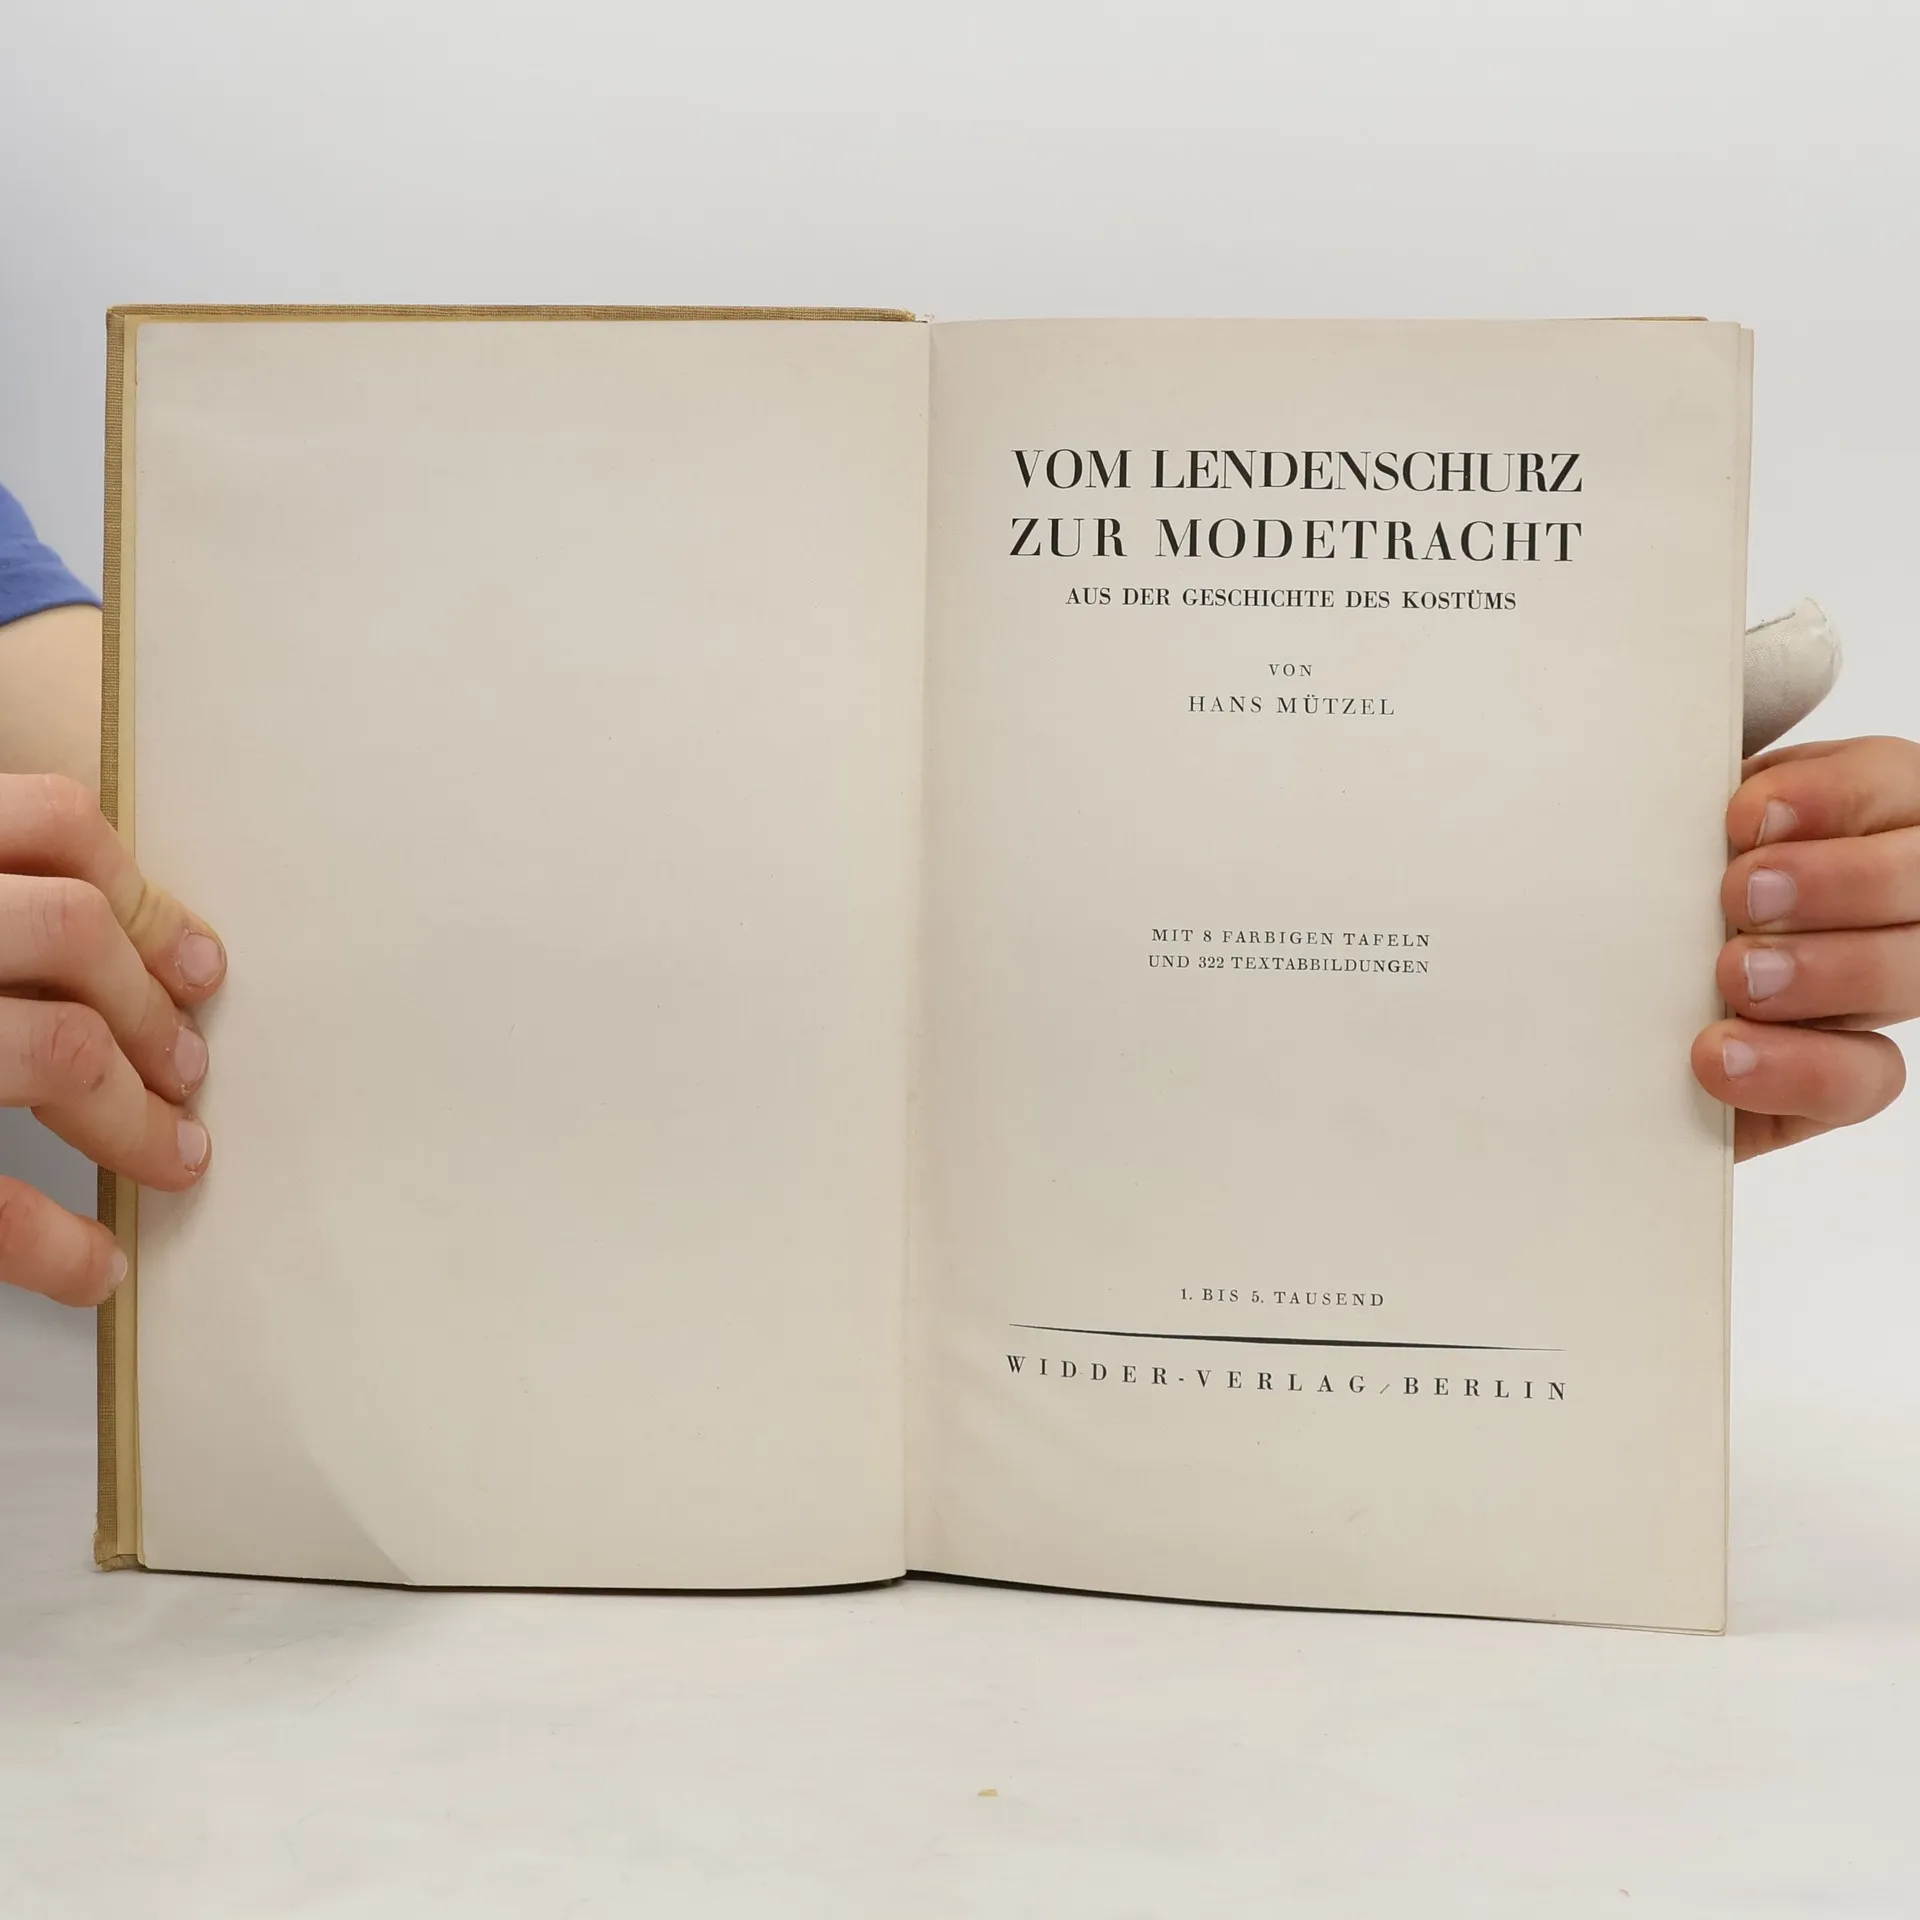 VOM LENDENSCHURZ
ZUR MODETRACHT
AUS DER GESCHICHTE DES KOSTÜMS
VON
HANS MÜTZEL
MIT 8 FARBIGEN TAFELN
UND 322 TEXTABBILDUNGEN
1. BIS 5. TAUSEND
WIDDER-VERLAG / BERLIN